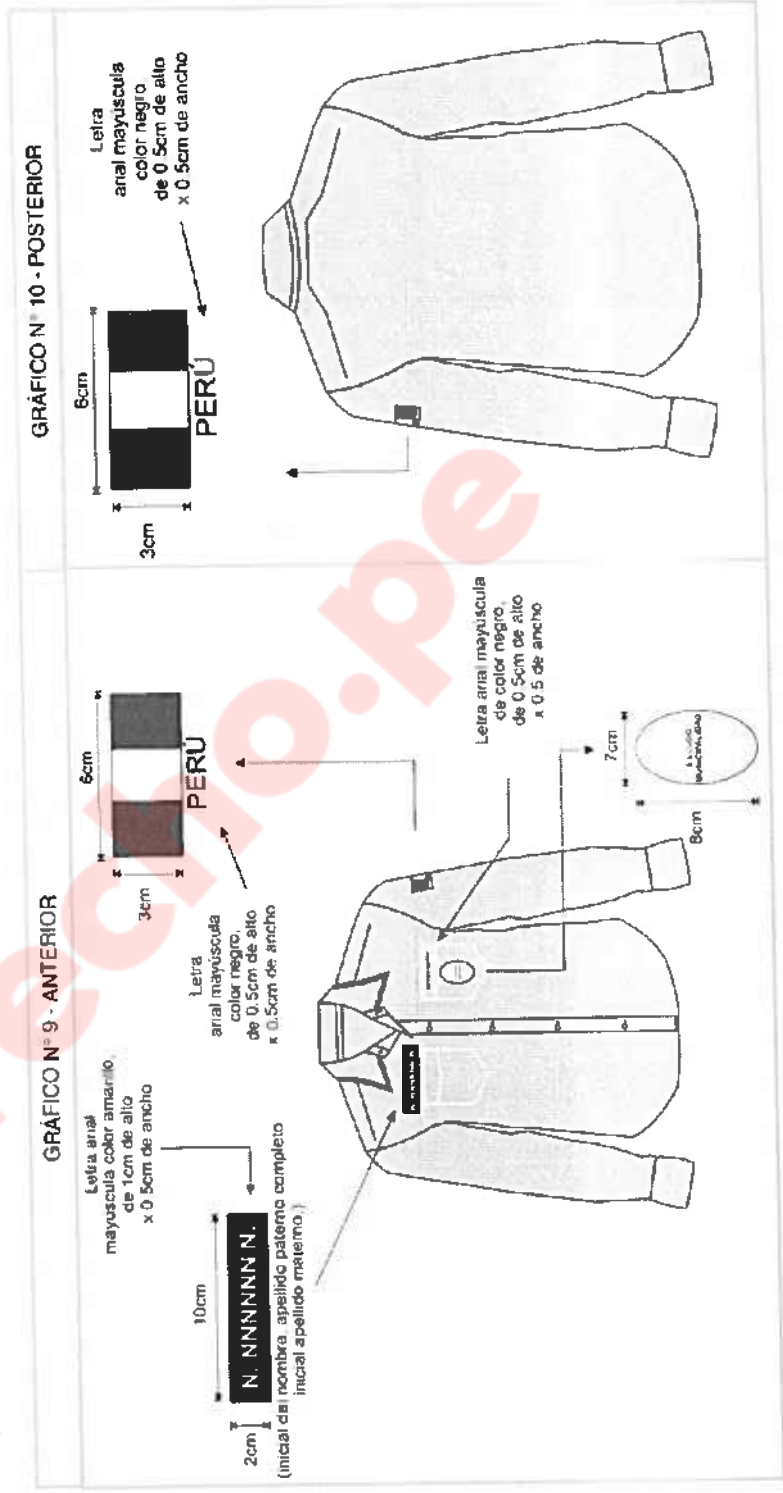 GRÁFICO N° 9 - ANTERIOR
Letra arial
mayuscula color amarillo,
de 1cm de alto
x 0.5cm de ancho
10cm
2cm
N. NNNNNN N.
(inicial del nombre, apellido paterno completo
inicial apellido materno.)
Letra
arial mayúscula
color negro,
de 0.5cm de alto
x 0.5cm de ancho
6cm
3cm
PERÚ
Letra arial mayúscula
de color negro,
de 0.5cm de alto
x 0.5 de ancho
7cm
8cm
GRÁFICO N° 10 - POSTERIOR
6cm
3cm
PERÚ
Letra
arial mayúscula
color negro,
de 0.5cm de alto
x 0.5cm de ancho
echo.pe